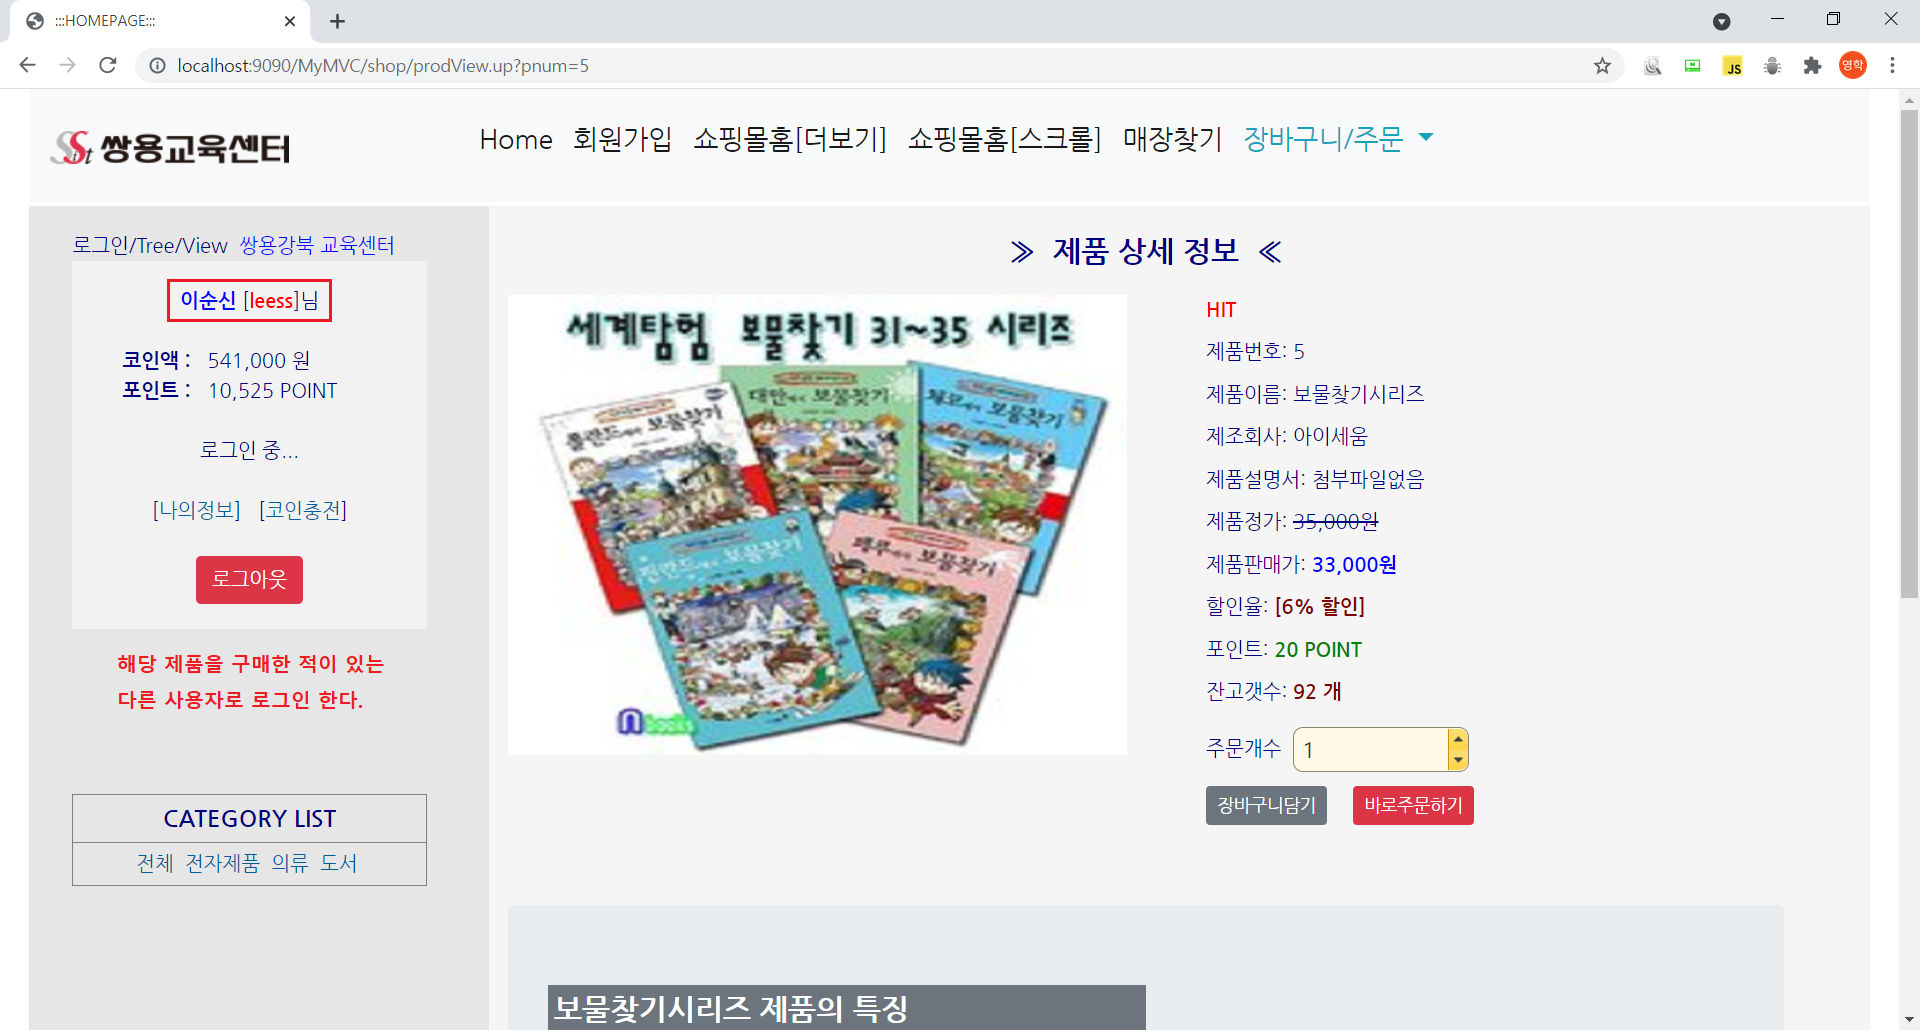 :::HOMEPAGE:::
localhost:9090/MyMVC/shop/prodView.up?pnum=5
JS
영학
쌍용교육센터
Home 회원가입 쇼핑몰홈[더보기] 쇼핑몰홈[스크롤] 매장찾기 장바구니/주문
로그인/Tree/View 쌍용강북 교육센터
이순신 [leess]님
코인액 : 541,000 원
포인트 : 10,525 POINT
로그인 중...
[나의정보] [코인충전]
로그아웃
해당 제품을 구매한 적이 있는
다른 사용자로 로그인 한다.
CATEGORY LIST
전체 전자제품 의류 도서
≫ 제품 상세 정보 ≪
세계탐험 보물찾기 31~35 시리즈
폴란드에서 보물찾기
대만에서 보물찾기
체코에서 보물찾기
핀란드에서 보물찾기
페루에서 보물찾기
books
HIT
제품번호: 5
제품이름: 보물찾기시리즈
제조회사: 아이세움
제품설명서: 첨부파일없음
제품정가: 35,000원
제품판매가: 33,000원
할인율: [6% 할인]
포인트: 20 POINT
잔고갯수: 92 개
주문개수 1
장바구니담기 바로주문하기
보물찾기시리즈 제품의 특징